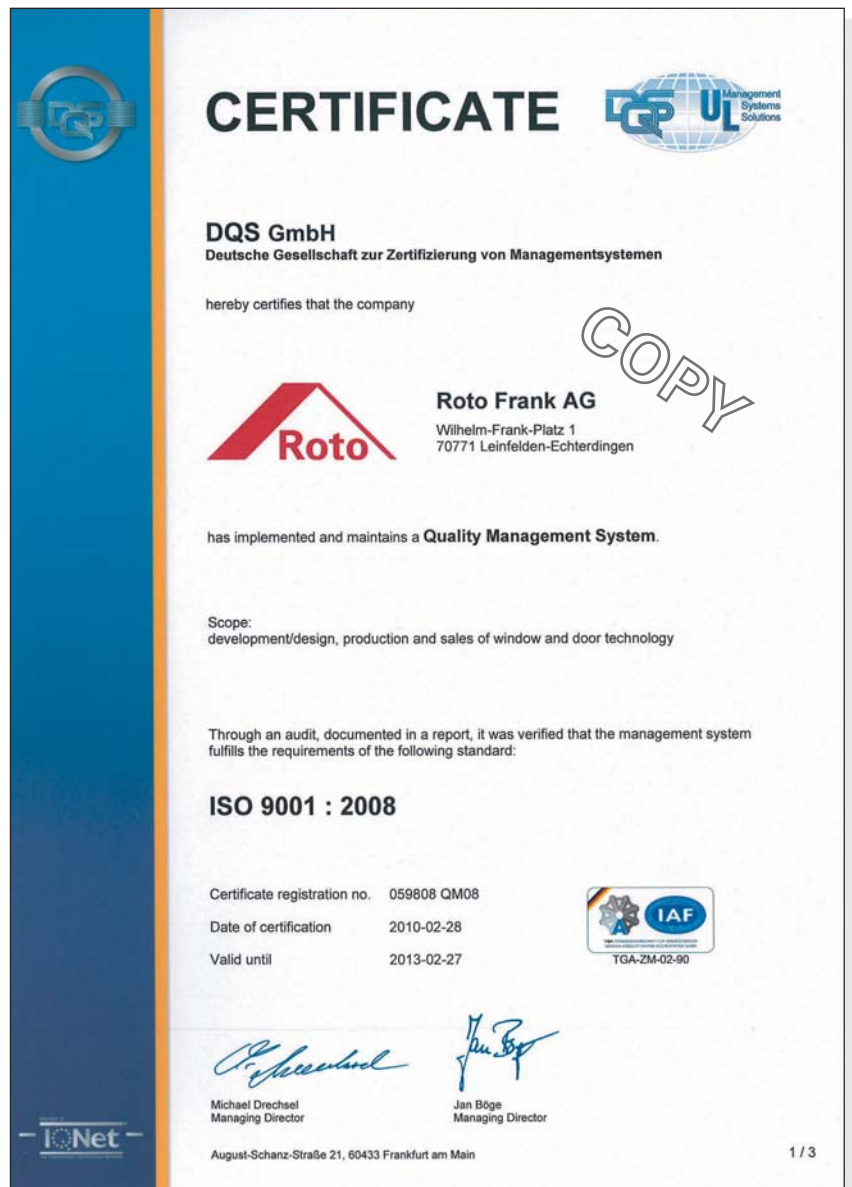 DQS
CERTIFICATE
DQS
UL
Management
Systems
Solutions
DQS GmbH
Deutsche Gesellschaft zur Zertifizierung von Managementsystemen
hereby certifies that the company
COPY
Roto
Roto Frank AG
Wilhelm-Frank-Platz 1
70771 Leinfelden-Echterdingen
has implemented and maintains a Quality Management System.
Scope:
development/design, production and sales of window and door technology
Through an audit, documented in a report, it was verified that the management system
fulfills the requirements of the following standard:
ISO 9001 : 2008
Certificate registration no. 059808 QM08
Date of certification 2010-02-28
Valid until 2013-02-27
IAF
TGA-ZM-02-90
Jan Böge
Michael Drechsel
Managing Director
Jan Böge
Managing Director
IQNet
August-Schanz-Straße 21, 60433 Frankfurt am Main
1 / 3